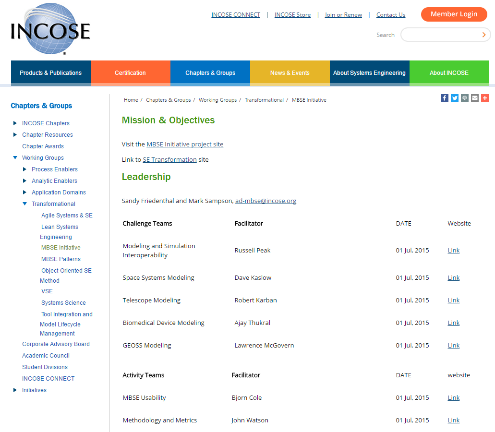 INCOSE
INCOSE CONNECT | INCOSE Store | Join or Renew | Contact Us
Member Login
Search:
Products & Publications
Certification
Chapters & Groups
News & Events
About Systems Engineering
About INCOSE
Chapters & Groups
INCOSE Chapters
Chapter Resources
Chapter Awards
Working Groups
Process Enablers
Analytic Enablers
Application Domains
Transformational
Agile Systems & SE
Lean Systems
Engineering
MBSE Initiative
MBSE Patterns
Object-Oriented SE
Method
VSE
Systems Science
Tool Integration and
Model Lifecycle
Management
Corporate Advisory Board
Academic Council
Student Divisions
INCOSE CONNECT
Initiatives
Home / Chapters & Groups / Working Groups / Transformational / MBSE Initiative
Mission & Objectives
Visit the MBSE Initiative project site
Link to SE Transformation site
Leadership
Sandy Friedenthal and Mark Sampson, ad-mbse@incose.org
Challenge Teams Facilitator DATE Website
Modeling and Simulation
Interoperability Russell Peak 01 Jul. 2015 Link
Space Systems Modeling Dave Kaslow 01 Jul. 2015 Link
Telescope Modeling Robert Karban 01 Jul. 2015 Link
Biomedical Device Modeling Ajay Thukral 01 Jul. 2015 Link
GEOSS Modeling Lawrence McGovern 01 Jul. 2015 Link
Activity Teams Facilitator DATE website
MBSE Usability Bjorn Cole 01 Jul. 2015 Link
Methodology and Metrics John Watson 01 Jul. 2015 Link